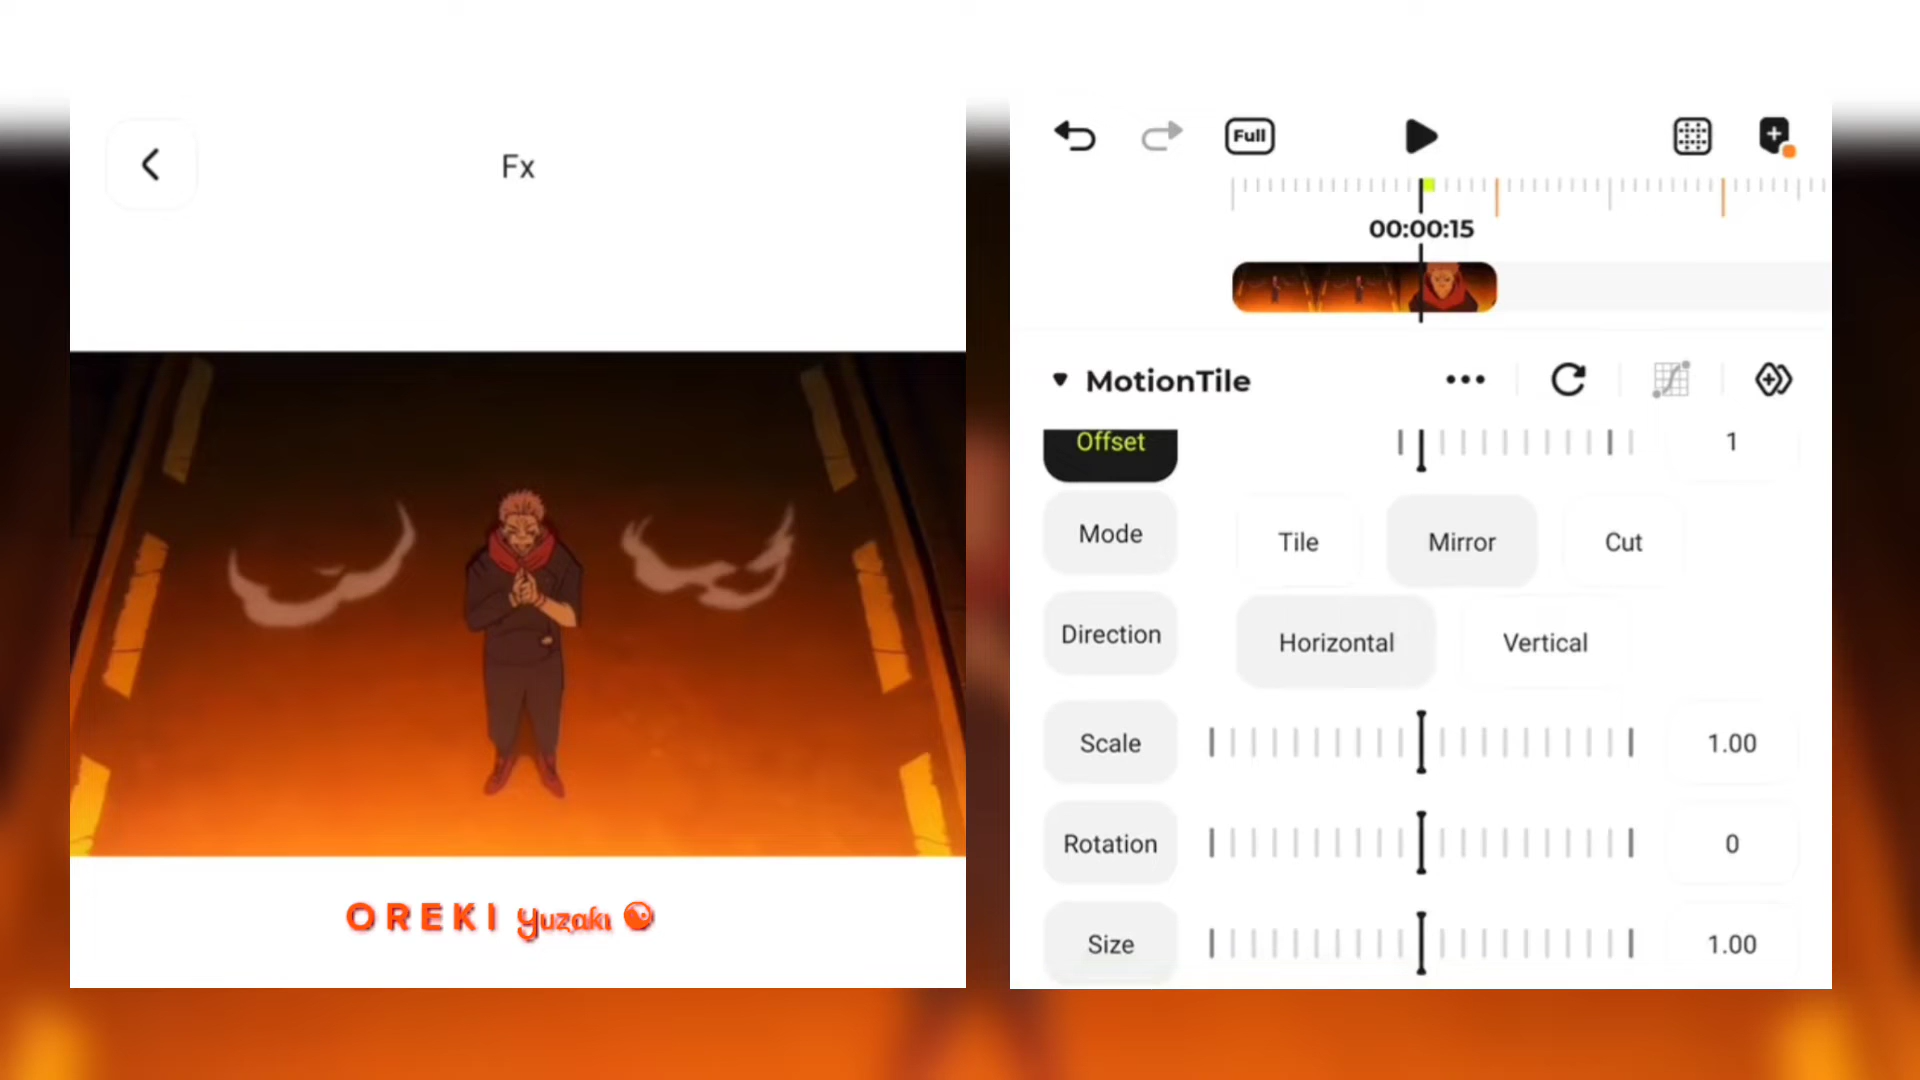 Fx
OREKI yuzaki
Full
00:00:15
MotionTile
Offset 1
Mode Tile Mirror Cut
Direction Horizontal Vertical
Scale 1.00
Rotation 0
Size 1.00